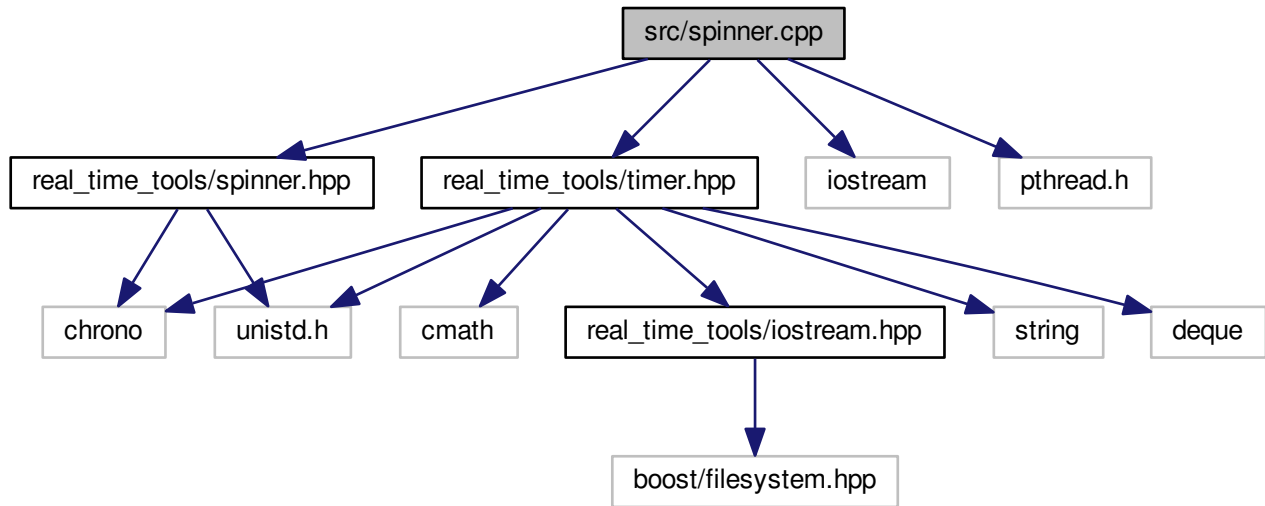 src/spinner.cpp
real_time_tools/spinner.hpp
real_time_tools/timer.hpp
iostream
pthread.h
chrono
unistd.h
cmath
real_time_tools/iostream.hpp
string
deque
boost/filesystem.hpp